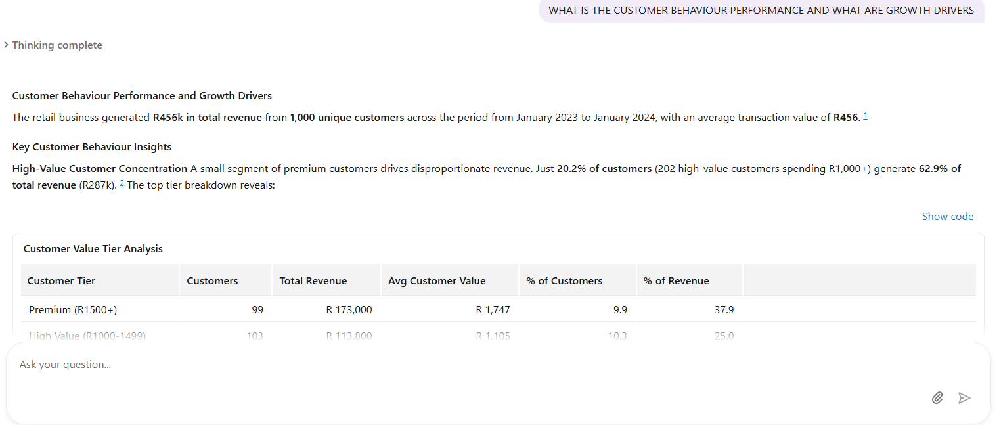 WHAT IS THE CUSTOMER BEHAVIOUR PERFORMANCE AND WHAT ARE GROWTH DRIVERS
Thinking complete
Customer Behaviour Performance and Growth Drivers
The retail business generated R456k in total revenue from 1,000 unique customers across the period from January 2023 to January 2024, with an average transaction value of R456. 1
Key Customer Behaviour Insights
High-Value Customer Concentration A small segment of premium customers drives disproportionate revenue. Just 20.2% of customers (202 high-value customers spending R1,000+) generate 62.9% of
total revenue (R287k). 2 The top tier breakdown reveals:
Show code
Customer Value Tier Analysis
Customer Tier Customers Total Revenue Avg Customer Value % of Customers % of Revenue
Premium (R1500+) 99 R 173,000 R 1,747 9.9 37.9
High Value (R1000-1499) 103 R 113,800 R 1,105 10.3 25.0
Ask your question...